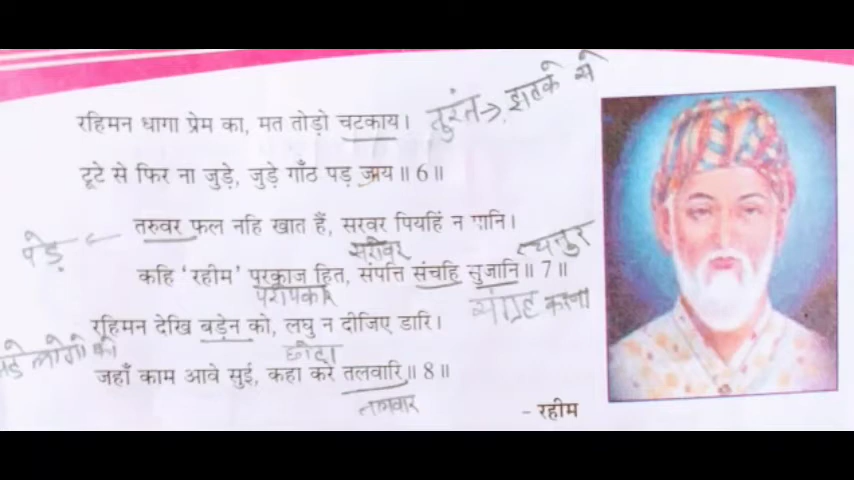 रहिमन धागा प्रेम का, मत तोड़ो चटकाय। तुरंत → झटके से
टूटे से फिर ना जुड़े, जुड़े गाँठ पड़ जाय॥ 6॥
तरुवर फल नहि खात हैं, सरवर पियहिं न पानि।
पेड़ ← सरोवर चतुर
कहि 'रहीम' परकाज हित, संपत्ति संचहि सुजानि॥ 7॥
परोपकार संग्रह करना
रहिमन देखि बड़ेन को, लघु न दीजिए डारि।
बड़े लोगो को छोटा
जहाँ काम आवे सुई, कहा करे तलवारि॥ 8॥
तलवार
- रहीम